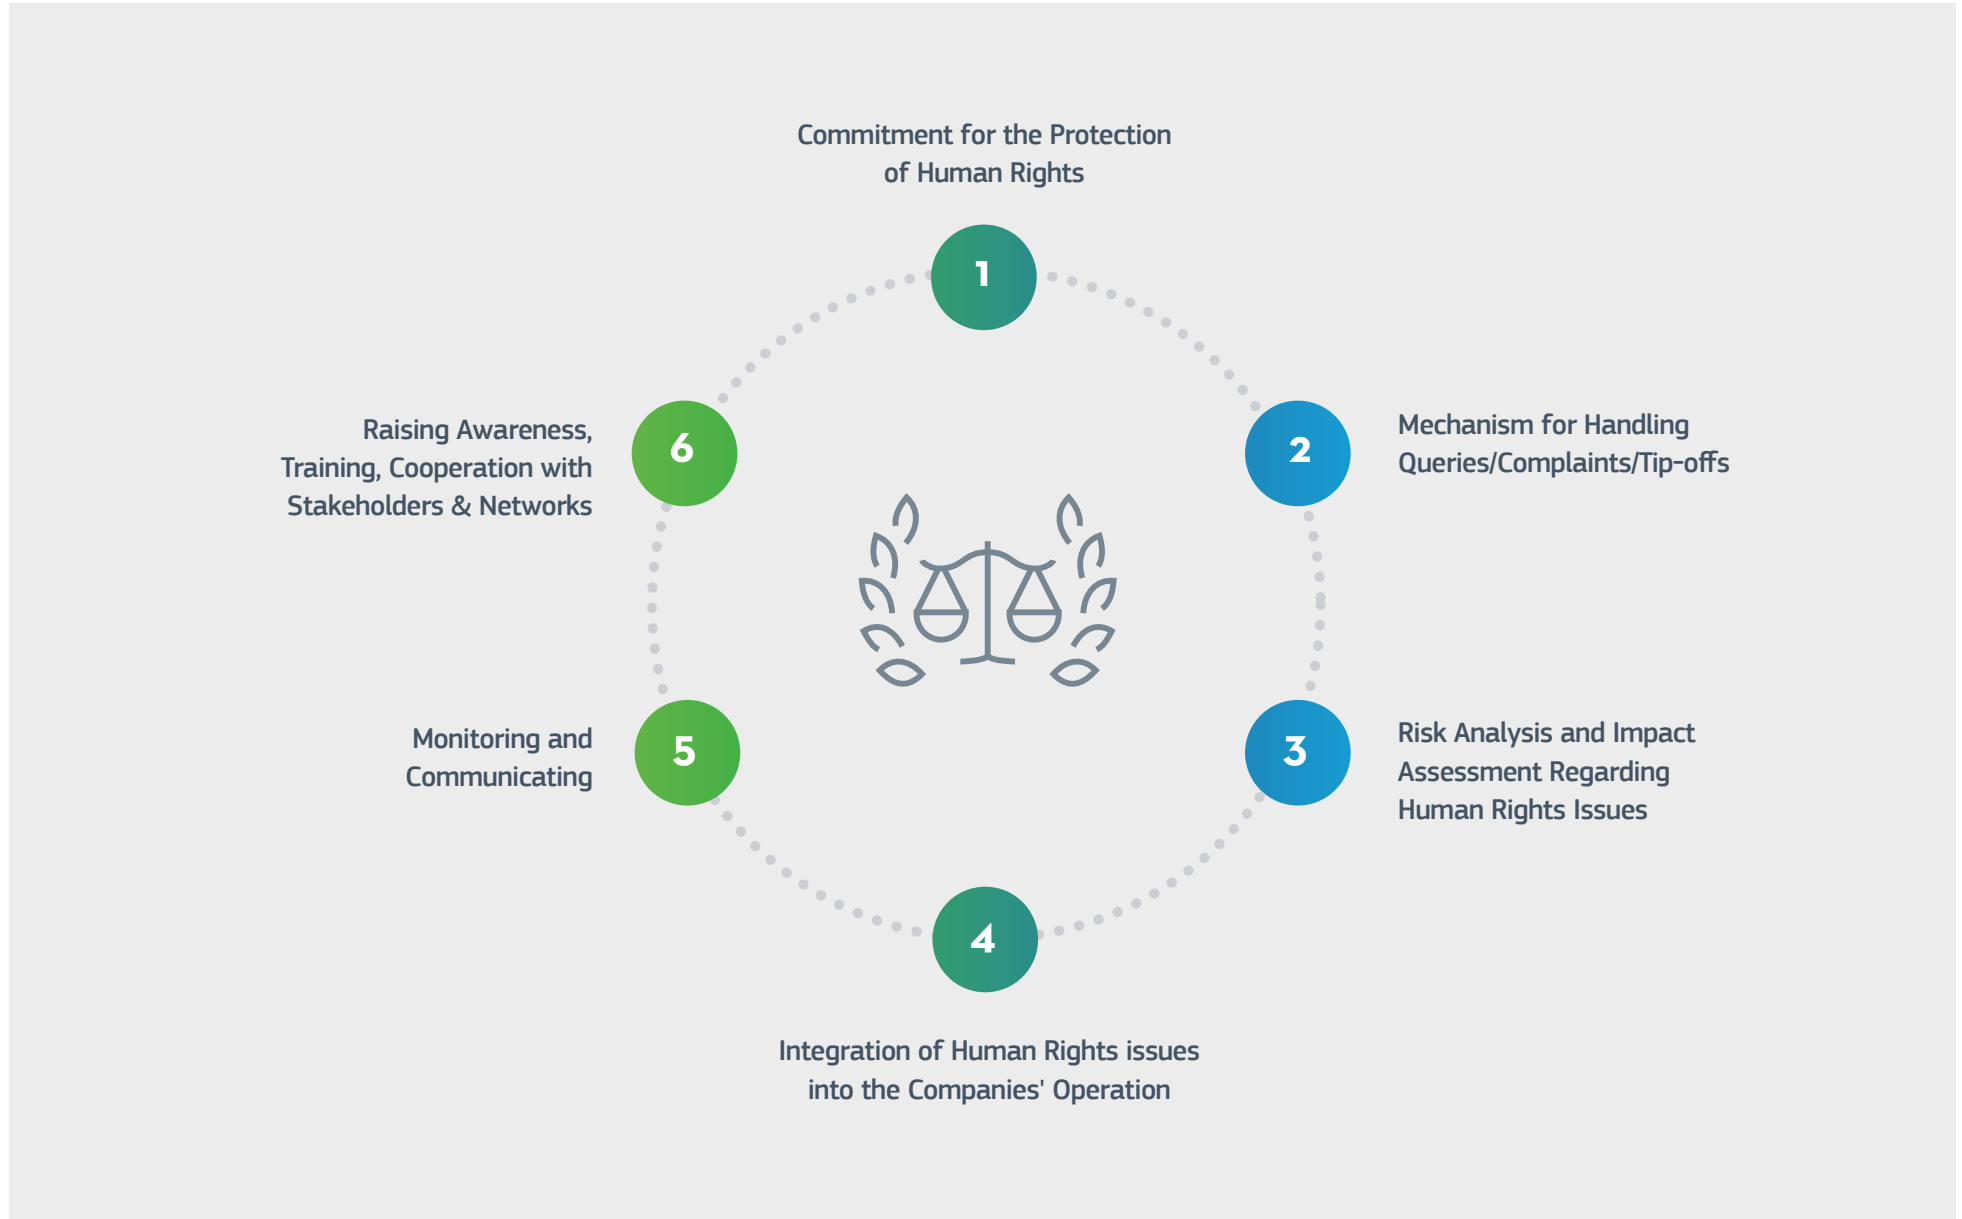 Commitment for the Protection
of Human Rights
1
2
Mechanism for Handling
Queries/Complaints/Tip-offs
3
Risk Analysis and Impact
Assessment Regarding
Human Rights Issues
4
Integration of Human Rights issues
into the Companies' Operation
5
Monitoring and
Communicating
6
Raising Awareness,
Training, Cooperation with
Stakeholders & Networks